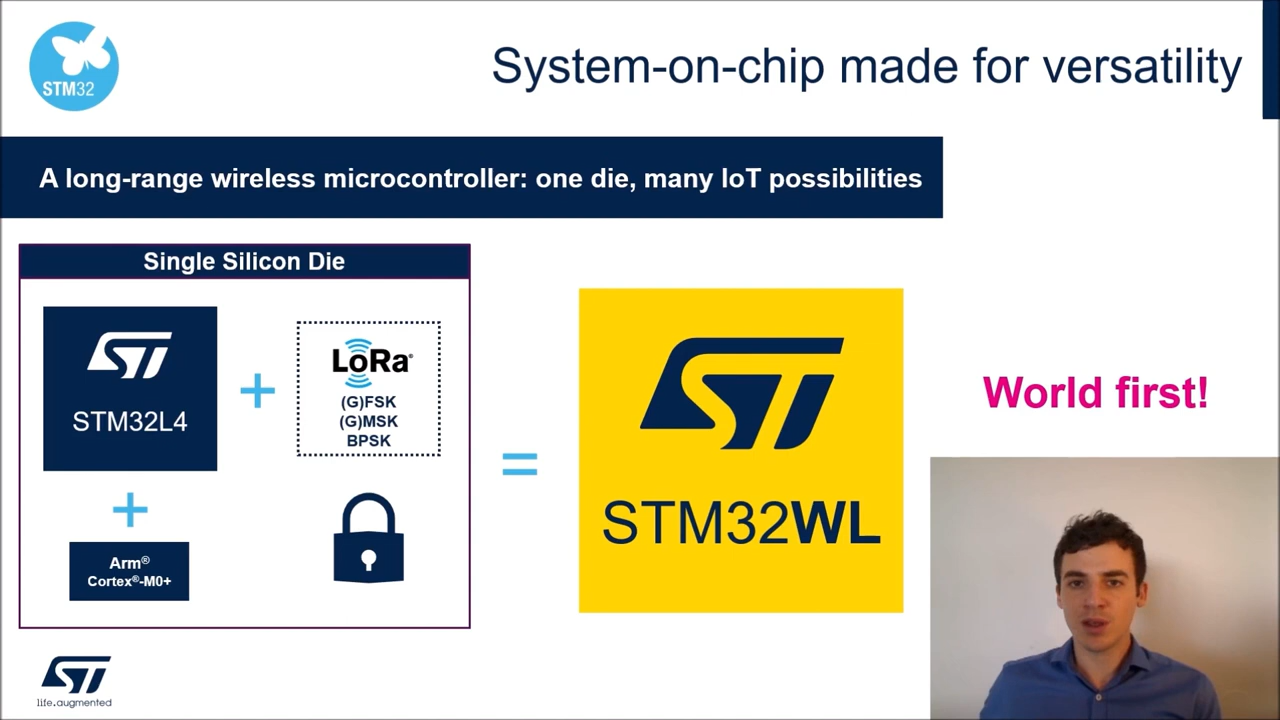 STM32
System-on-chip made for versatility
A long-range wireless microcontroller: one die, many IoT possibilities
Single Silicon Die
ST
STM32L4
+
LoRa®
(G)FSK
(G)MSK
BPSK
+
Arm®
Cortex®-M0+
=
ST
STM32WL
World first!
ST
life.augmented